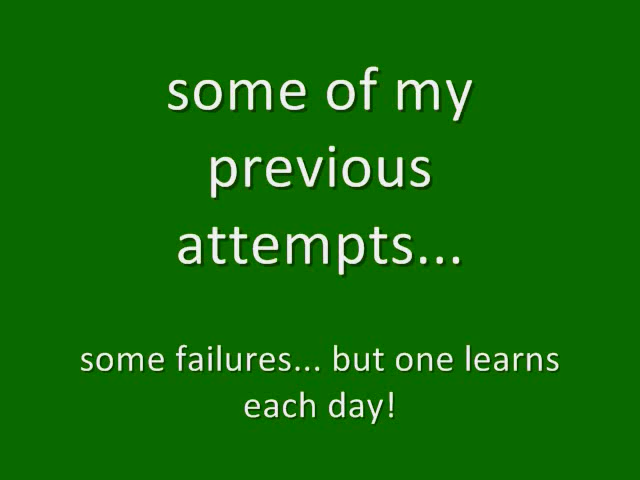 some of my
previous
attempts...
some failures... but one learns
each day!